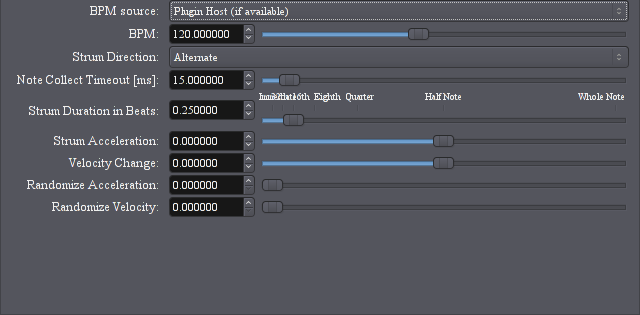 BPM source: Plugin Host (if available)
BPM: 120.000000
Strum Direction: Alternate
Note Collect Timeout [ms]: 15.000000
Eighth Quarter Half Note Whole Note
Strum Duration in Beats: 0.250000
Strum Acceleration: 0.000000
Velocity Change: 0.000000
Randomize Acceleration: 0.000000
Randomize Velocity: 0.000000